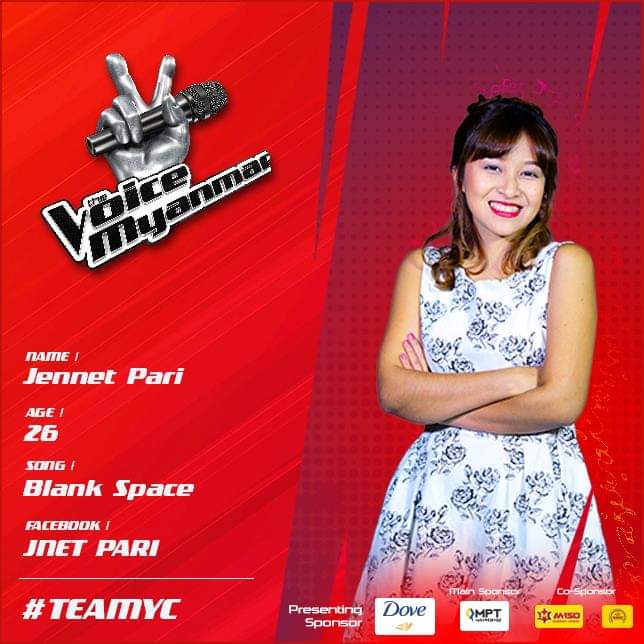 the
Voice
Myanmar
NAME /
Jennet Pari
AGE /
26
SONG /
Blank Space
FACEBOOK /
JNET PARI
#TEAMYC
Presenting
Sponsor
Dove
Main Sponsor
MPT
Co-Sponsor
M-150